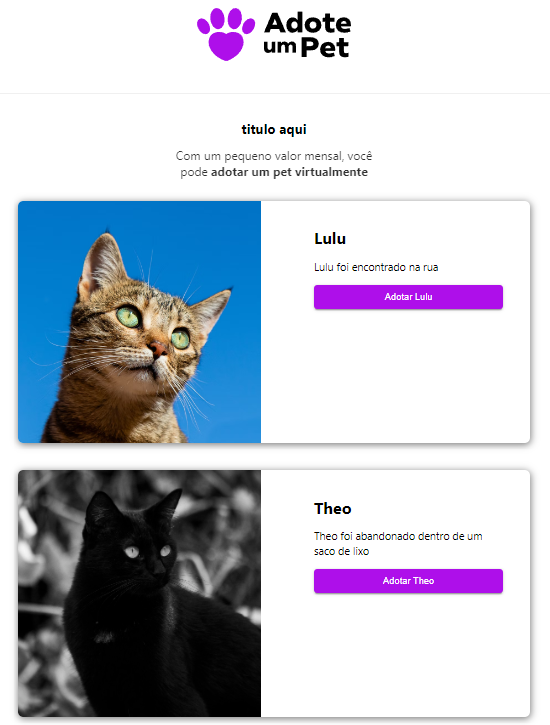 Adote
um Pet
titulo aqui
Com um pequeno valor mensal, você
pode adotar um pet virtualmente
Lulu
Lulu foi encontrado na rua
Adotar Lulu
Theo
Theo foi abandonado dentro de um
saco de lixo
Adotar Theo